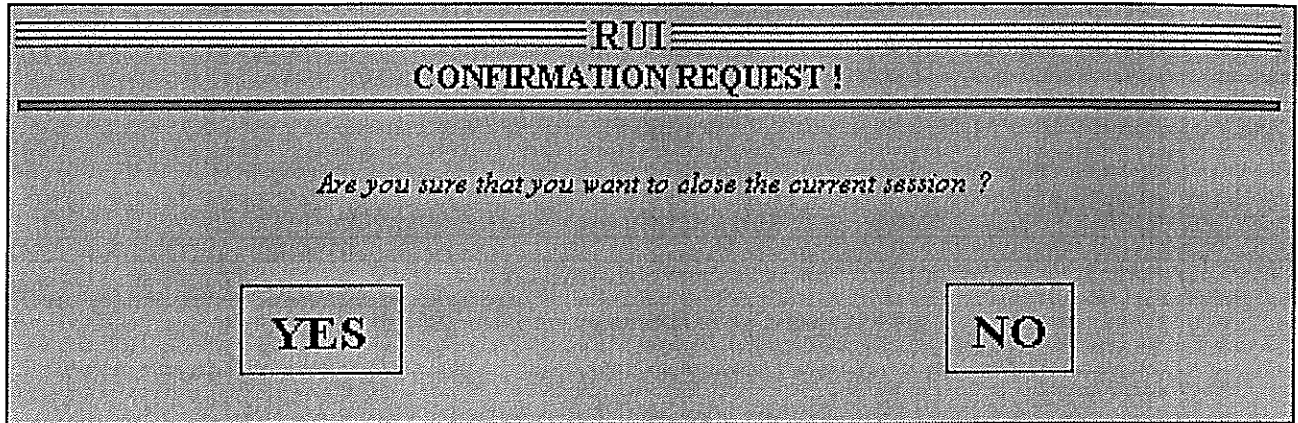 RUI
CONFIRMATION REQUEST !
Are you sure that you want to close the current session ?
YES
NO